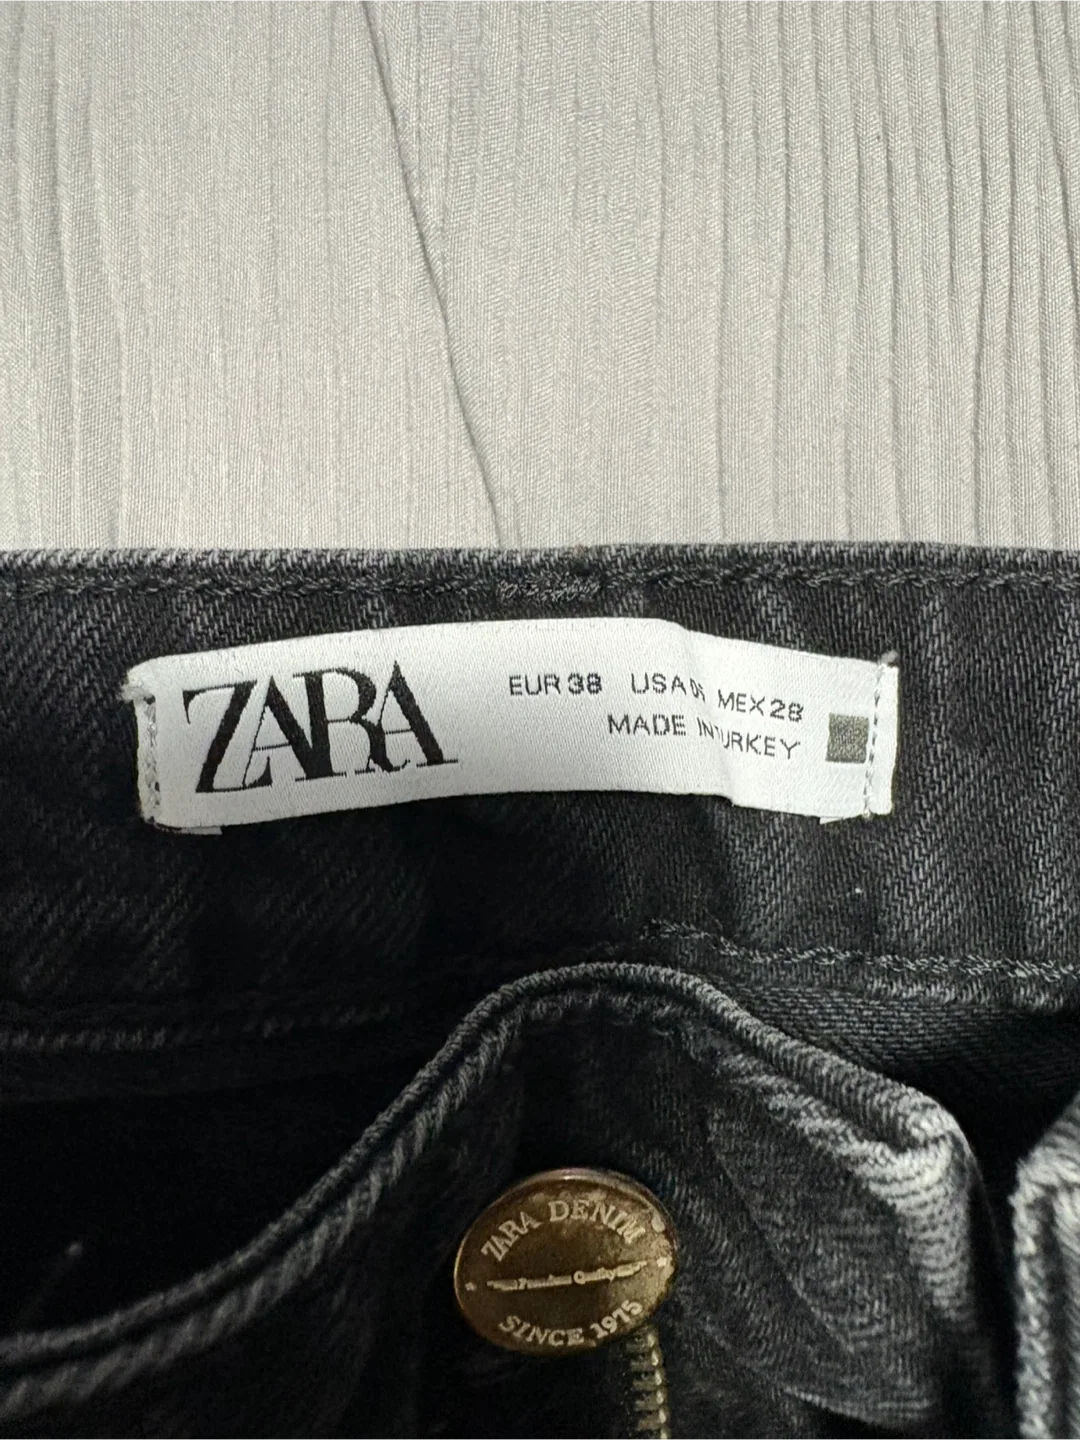 ZARA
EUR 38 USA 06 MEX 28
MADE IN TURKEY
ZARA DENIM
SINCE 1975